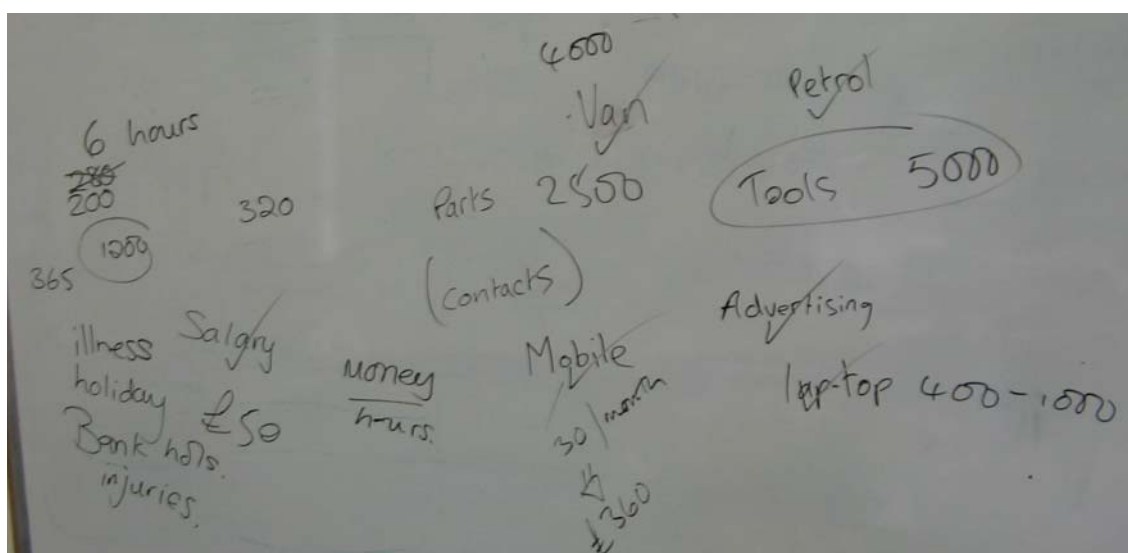 4000
Van
Petrol
6 hours
280
200
320
Parts 2500
Tools 5000
1200
365
(contacts)
Salary
illness
holiday
Bank hols.
injuries.
£50
money
hours.
Mobile
30/month
£360
Advertising
lap-top 400-1000